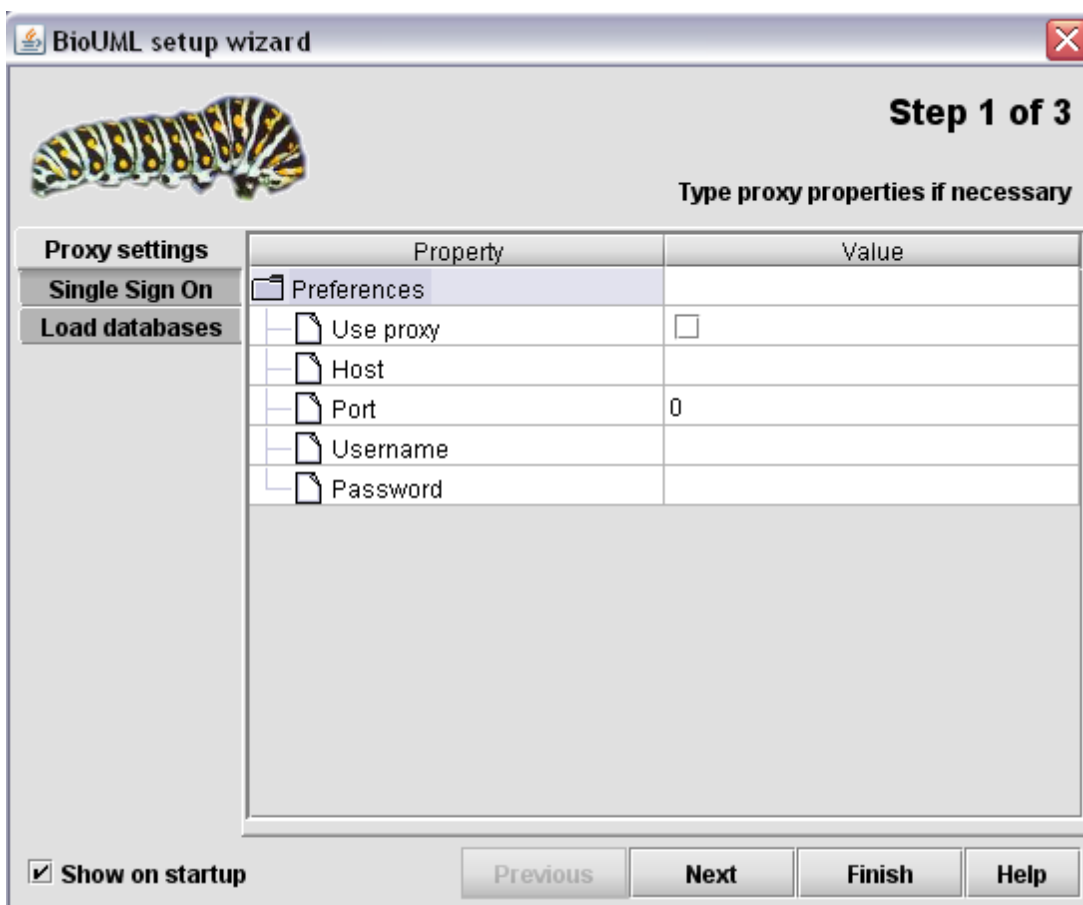 BioUML setup wizard
Step 1 of 3
Type proxy properties if necessary
Proxy settings
Single Sign On
Load databases
Property Value
Preferences
Use proxy
Host
Port 0
Username
Password
Show on startup Previous Next Finish Help